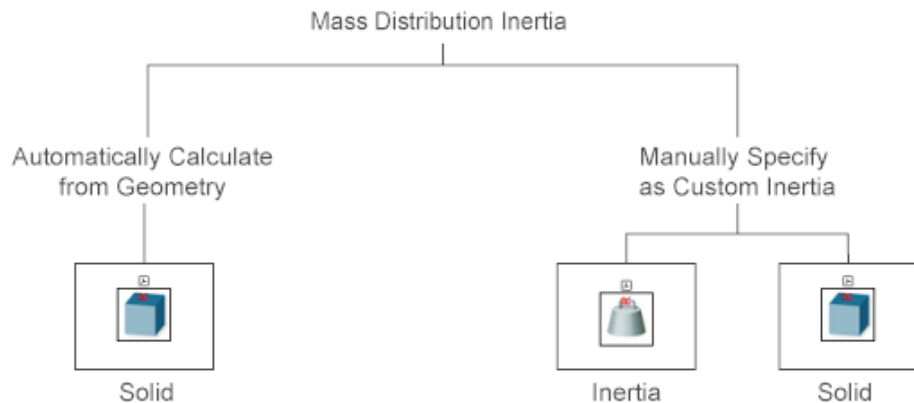 Mass Distribution Inertia
Automatically Calculate
from Geometry
Manually Specify
as Custom Inertia
R
R
R
Solid
Inertia
Solid